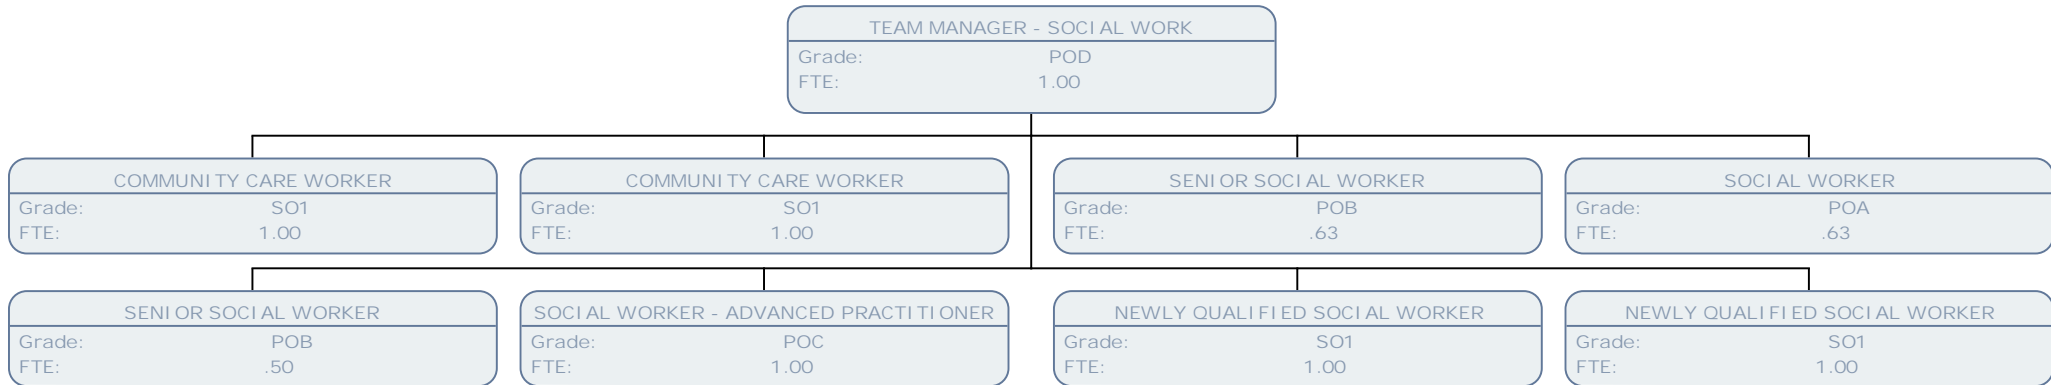 TEAM MANAGER - SOCIAL WORK
Grade: POD
FTE: 1.00
COMMUNITY CARE WORKER
Grade: SO1
FTE: 1.00
COMMUNITY CARE WORKER
Grade: SO1
FTE: 1.00
SENIOR SOCIAL WORKER
Grade: POB
FTE: .63
SOCIAL WORKER
Grade: POA
FTE: .63
SENIOR SOCIAL WORKER
Grade: POB
FTE: .50
SOCIAL WORKER - ADVANCED PRACTITIONER
Grade: POC
FTE: 1.00
NEWLY QUALIFIED SOCIAL WORKER
Grade: SO1
FTE: 1.00
NEWLY QUALIFIED SOCIAL WORKER
Grade: SO1
FTE: 1.00